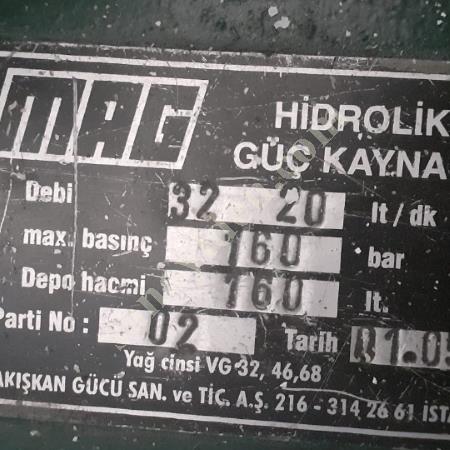 MAG
HİDROLİK
GÜÇ KAYNA
Debi 32 20 lt/dk
max. basınç 160 bar
Depo hacmi 160 lt.
Parti No : 02 Tarih 01.05
Yağ cinsi VG 32, 46, 68
AKIŞKAN GÜCÜ SAN. ve TİC. A.Ş. 216 - 314 26 61 İSTA